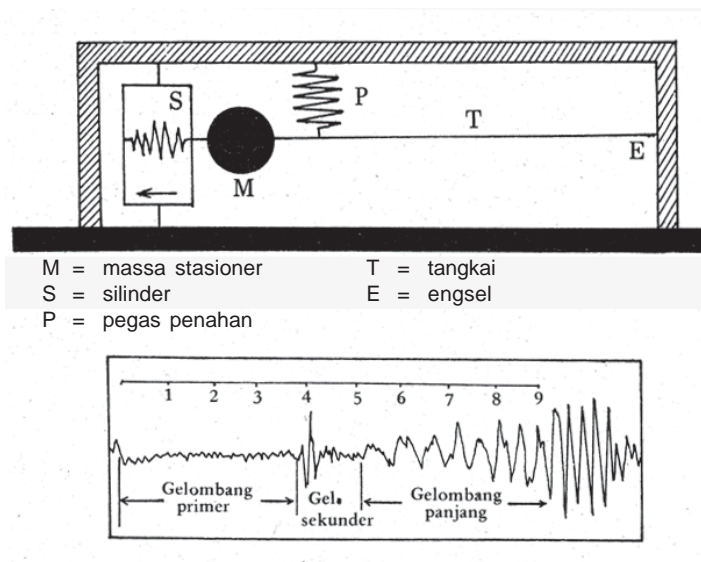 S
P
T
E
M
M = massa stasioner T = tangkai
S = silinder E = engsel
P = pegas penahan
1 2 3 4 5 6 7 8 9
Gelombang primer
Gel. sekunder
Gelombang panjang